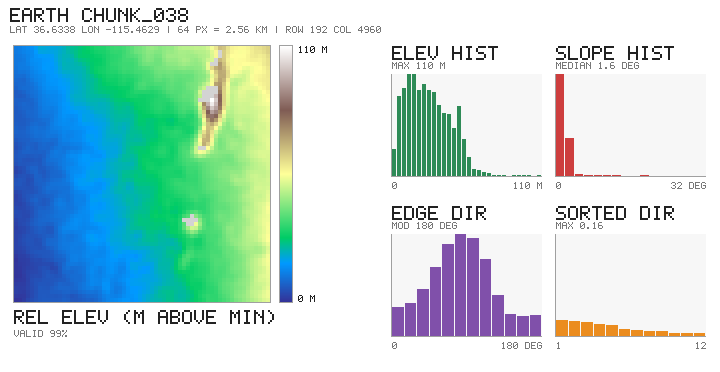 EARTH CHUNK_038
LAT 36.6338 LON -115.4629 | 64 PX = 2.56 KM | ROW 192 COL 4960
110 M
0 M
REL ELEV (M ABOVE MIN)
VALID 99%
ELEV HIST
MAX 110 M
0 110 M
SLOPE HIST
MEDIAN 1.6 DEG
0 32 DEG
EDGE DIR
MOD 180 DEG
0 180 DEG
SORTED DIR
MAX 0.16
1 12